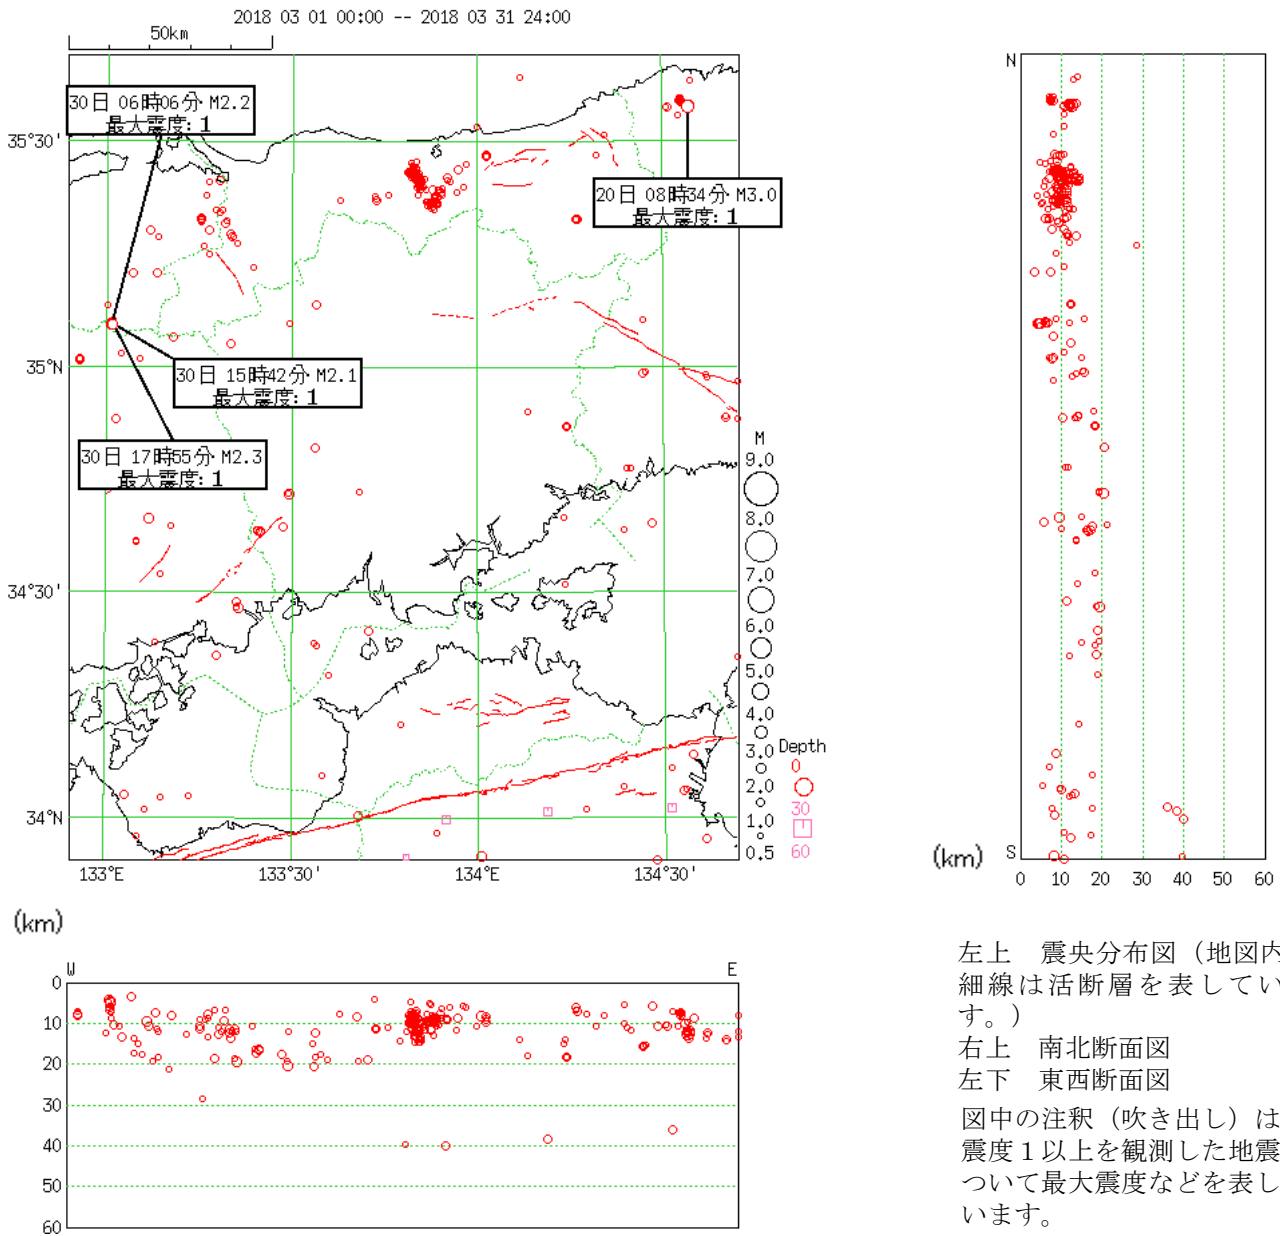 2018 03 01 00:00 -- 2018 03 31 24:00
50km
30日 06時06分 M2.2
最大震度: 1
20日 08時34分 M3.0
最大震度: 1
30日 15時42分 M2.1
最大震度: 1
30日 17時55分 M2.3
最大震度: 1
35°30'
35°N
34°30'
34°N
133°E
133°30'
134°E
134°30'
M
9.0
8.0
7.0
6.0
5.0
4.0
3.0
2.0
1.0
0.5
Depth
0
30
60
N
S
(km)
0 10 20 30 40 50 60
(km)
W
E
0
10
20
30
40
50
60
左上 震央分布図（地図内
細線は活断層を表してい
す。）
右上 南北断面図
左下 東西断面図
図中の注釈（吹き出し）は
震度１以上を観測した地震
ついて最大震度などを表し
います。